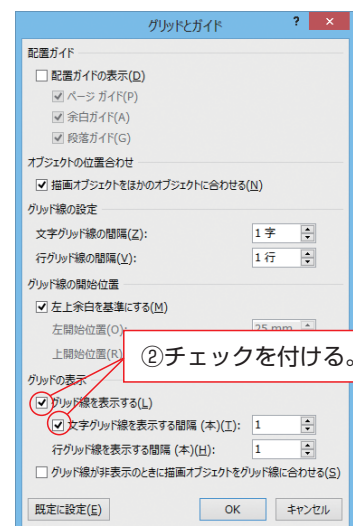 グリッドとガイド ? ×
配置ガイド
配置ガイドの表示(D)
ページ ガイド(P)
余白ガイド(A)
段落ガイド(G)
オブジェクトの位置合わせ
描画オブジェクトをほかのオブジェクトに合わせる(N)
グリッド線の設定
文字グリッド線の間隔(Z): 1 字
行グリッド線の間隔(V): 1 行
グリッド線の開始位置
左上余白を基準にする(M)
左開始位置(O): 25 mm
上開始位置(R)
②チェックを付ける。
グリッドの表示
グリッド線を表示する(L)
文字グリッド線を表示する間隔 (本)(T): 1
行グリッド線を表示する間隔 (本)(H): 1
グリッド線が非表示のときに描画オブジェクトをグリッド線に合わせる(S)
既定に設定(E) OK キャンセル